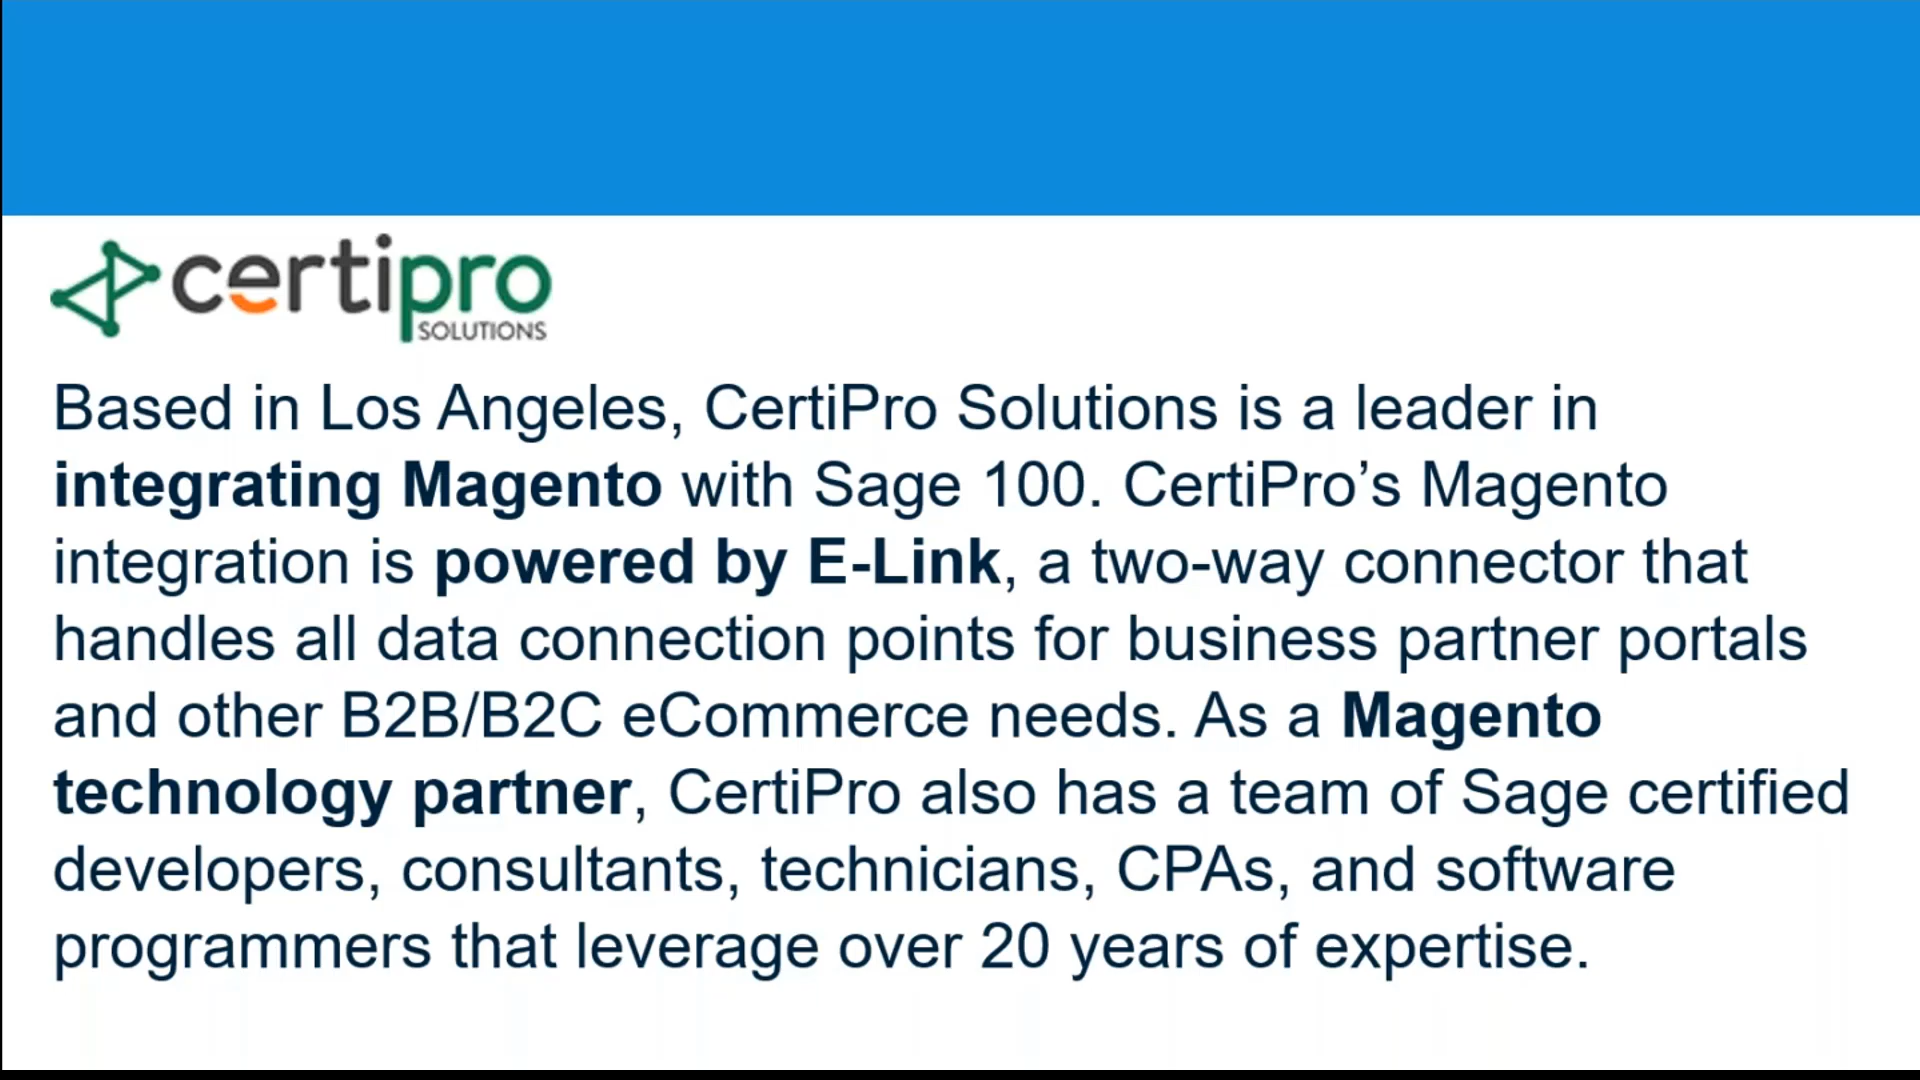 certipro
SOLUTIONS
Based in Los Angeles, CertiPro Solutions is a leader in
integrating Magento with Sage 100. CertiPro’s Magento
integration is powered by E-Link, a two-way connector that
handles all data connection points for business partner portals
and other B2B/B2C eCommerce needs. As a Magento
technology partner, CertiPro also has a team of Sage certified
developers, consultants, technicians, CPAs, and software
programmers that leverage over 20 years of expertise.